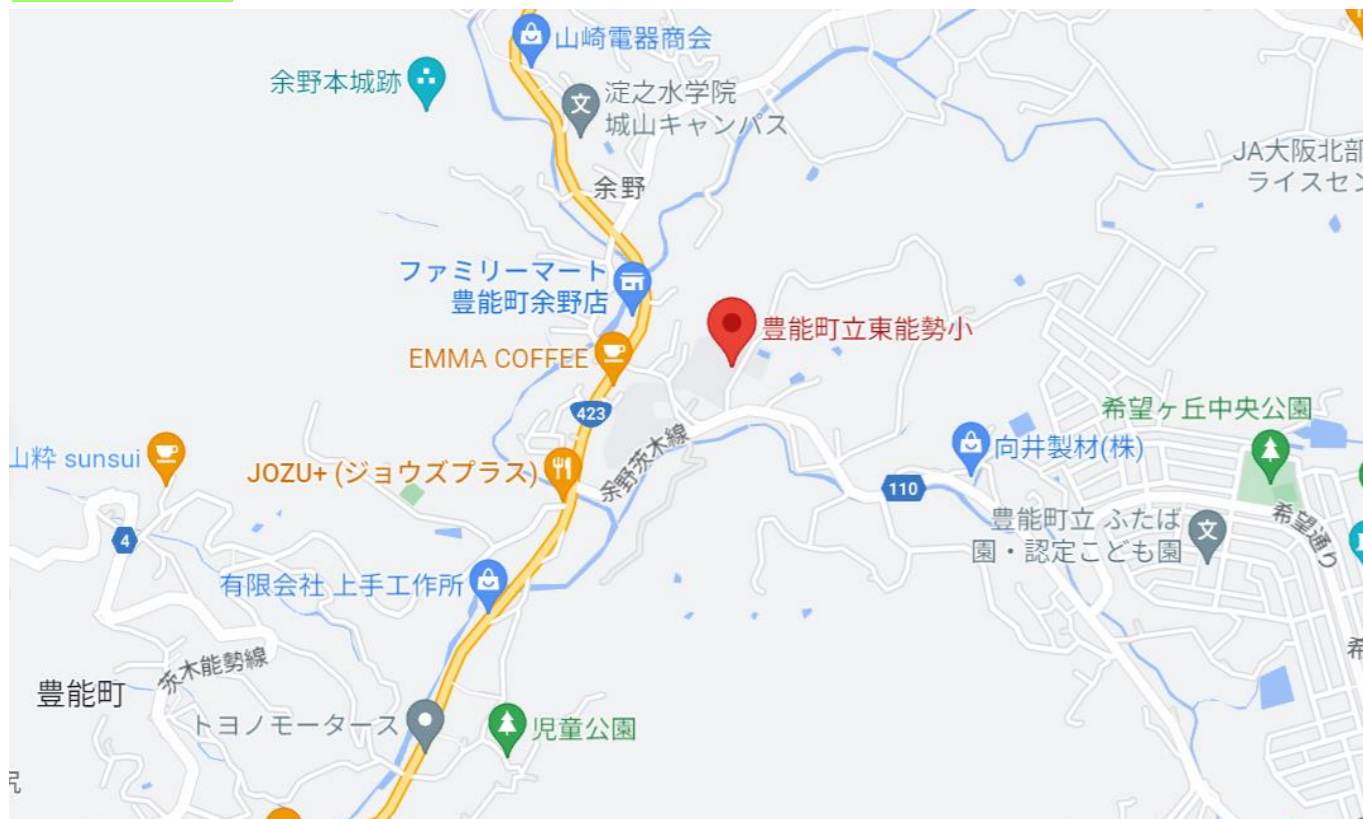 山崎電器商会
余野本城跡
淀之水学院
城山キャンパス
JA大阪北部
ライスセン
余野
ファミリーマート
豊能町余野店
豊能町立東能勢小
EMMA COFFEE
423
希望ヶ丘中央公園
山粋 sunsui
JOZU+ (ジョウズプラス)
余野茨木線
向井製材(株)
110
豊能町立 ふたば
園・認定こども園
希望通り
4
有限会社 上手工作所
茨木能勢線
希
豊能町
トヨノモータース
児童公園
尻